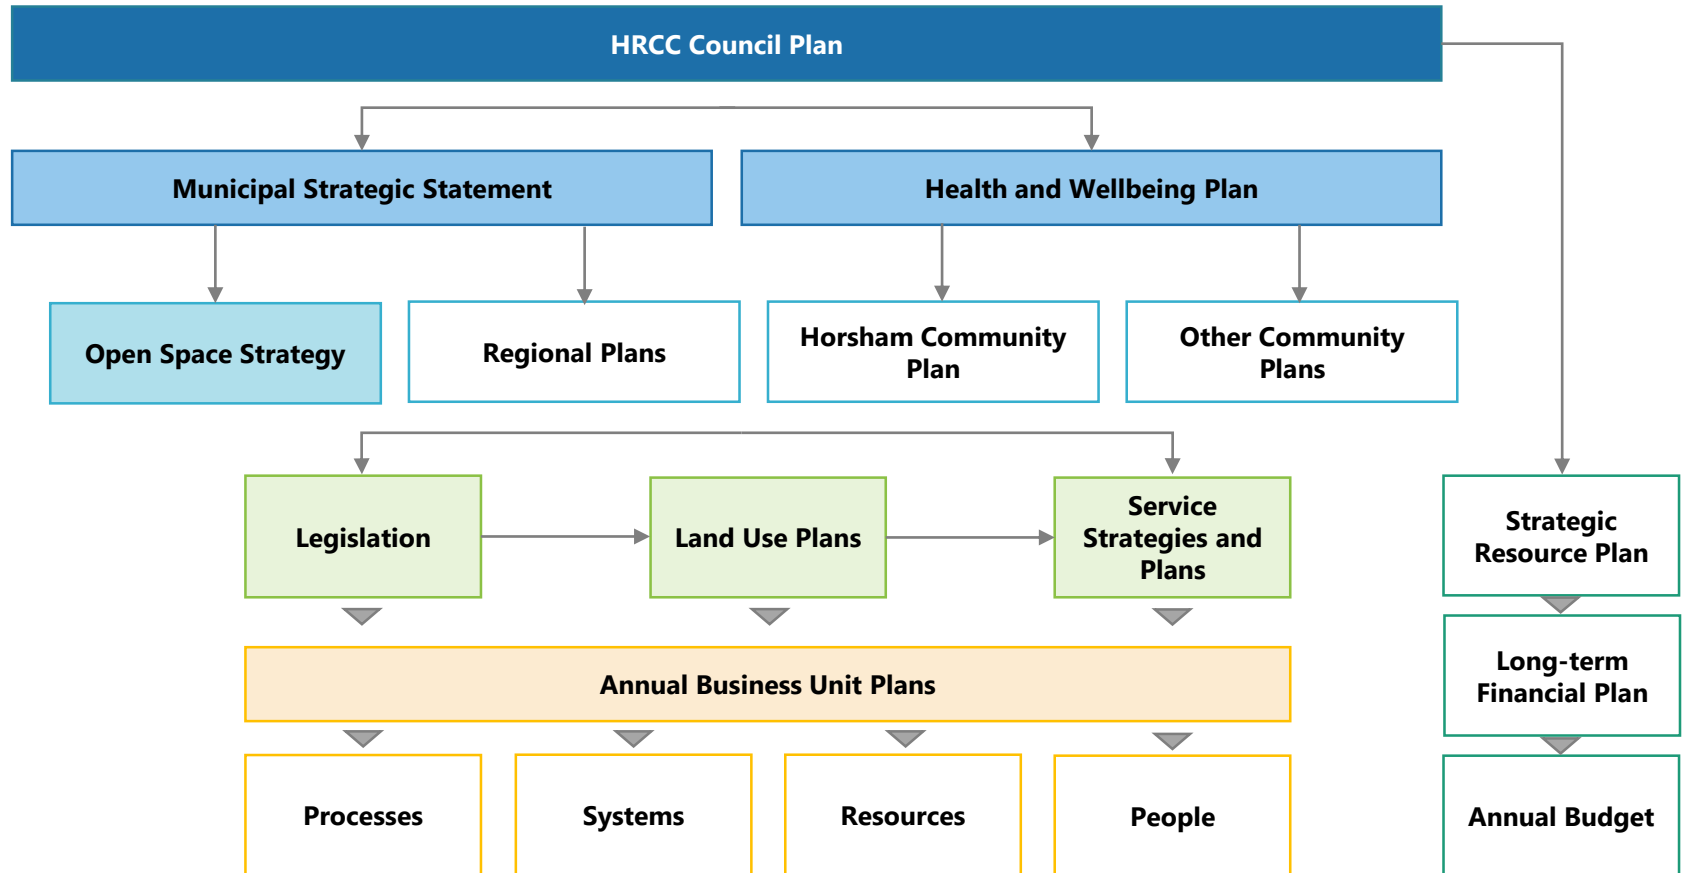 HRCC Council Plan
Municipal Strategic Statement
Health and Wellbeing Plan
Open Space Strategy
Regional Plans
Horsham Community
Plan
Other Community
Plans
Legislation
Land Use Plans
Service
Strategies and
Plans
Strategic
Resource Plan
Long-term
Financial Plan
Annual Business Unit Plans
Processes
Systems
Resources
People
Annual Budget